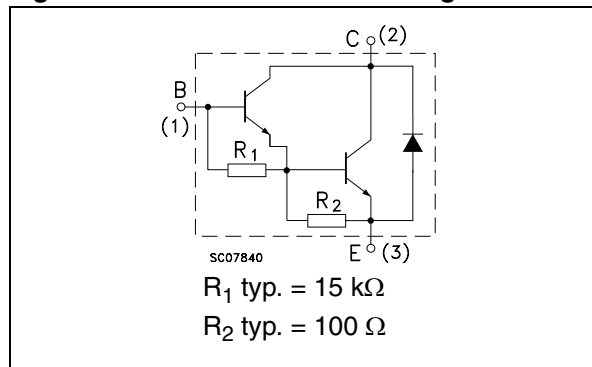 C (2)
B
(1)
R1
R2
SC07840
E (3)
R1 typ. = 15 kΩ
R2 typ. = 100 Ω